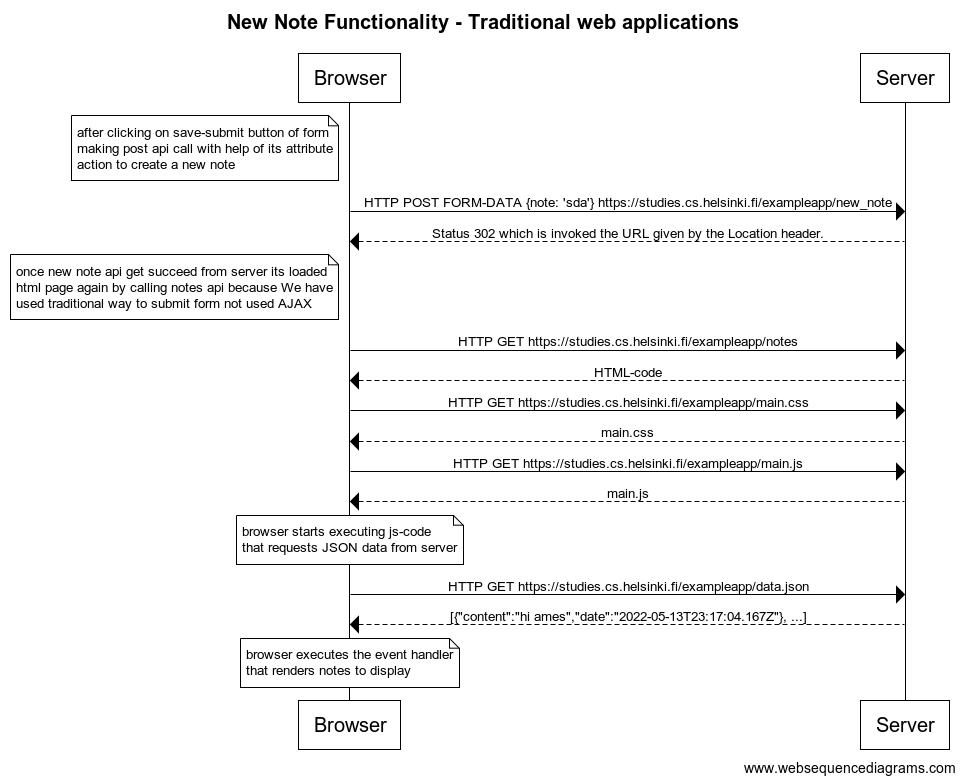 New Note Functionality - Traditional web applications
Browser
Server
after clicking on save-submit button of form
making post api call with help of its attribute
action to create a new note
HTTP POST FORM-DATA {note: 'sda'} https://studies.cs.helsinki.fi/exampleapp/new_note
Status 302 which is invoked the URL given by the Location header.
once new note api get succeed from server its loaded
html page again by calling notes api because We have
used traditional way to submit form not used AJAX
HTTP GET https://studies.cs.helsinki.fi/exampleapp/notes
HTML-code
HTTP GET https://studies.cs.helsinki.fi/exampleapp/main.css
main.css
HTTP GET https://studies.cs.helsinki.fi/exampleapp/main.js
main.js
browser starts executing js-code
that requests JSON data from server
HTTP GET https://studies.cs.helsinki.fi/exampleapp/data.json
[{"content":"hi ames","date":"2022-05-13T23:17:04.167Z"}, ...]
browser executes the event handler
that renders notes to display
Browser
Server
www.websequencediagrams.com